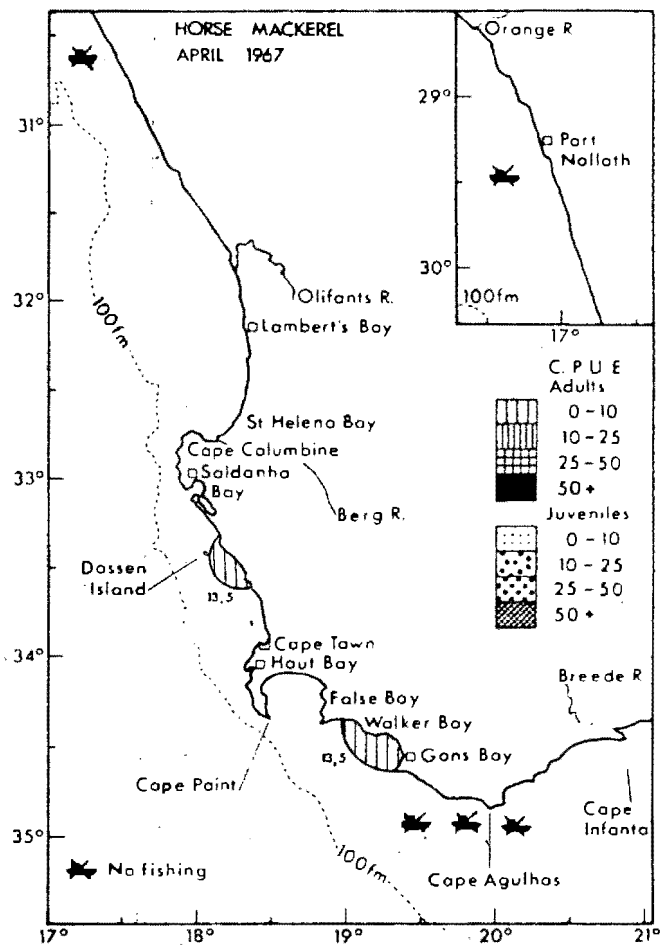 HORSE MACKEREL
APRIL 1967
Orange R
29°
Port
Nolloth
30°
100fm
17°
31°
32°
33°
34°
35°
100fm
Olifants R.
Lambert's Bay
St Helena Bay
Cape Columbine
Saldanha
Bay
Berg R.
Dassen
Island
13,5
Cape Town
Hout Bay
False Bay
Walker Bay
13,5
Gans Bay
Cape Point
Breede R
Cape
Infanta
Cape Agulhas
100fm
No fishing
C. P U E
Adults
0-10
10-25
25-50
50+
Juveniles
0-10
10-25
25-50
50+
17°
18°
19°
20°
21°